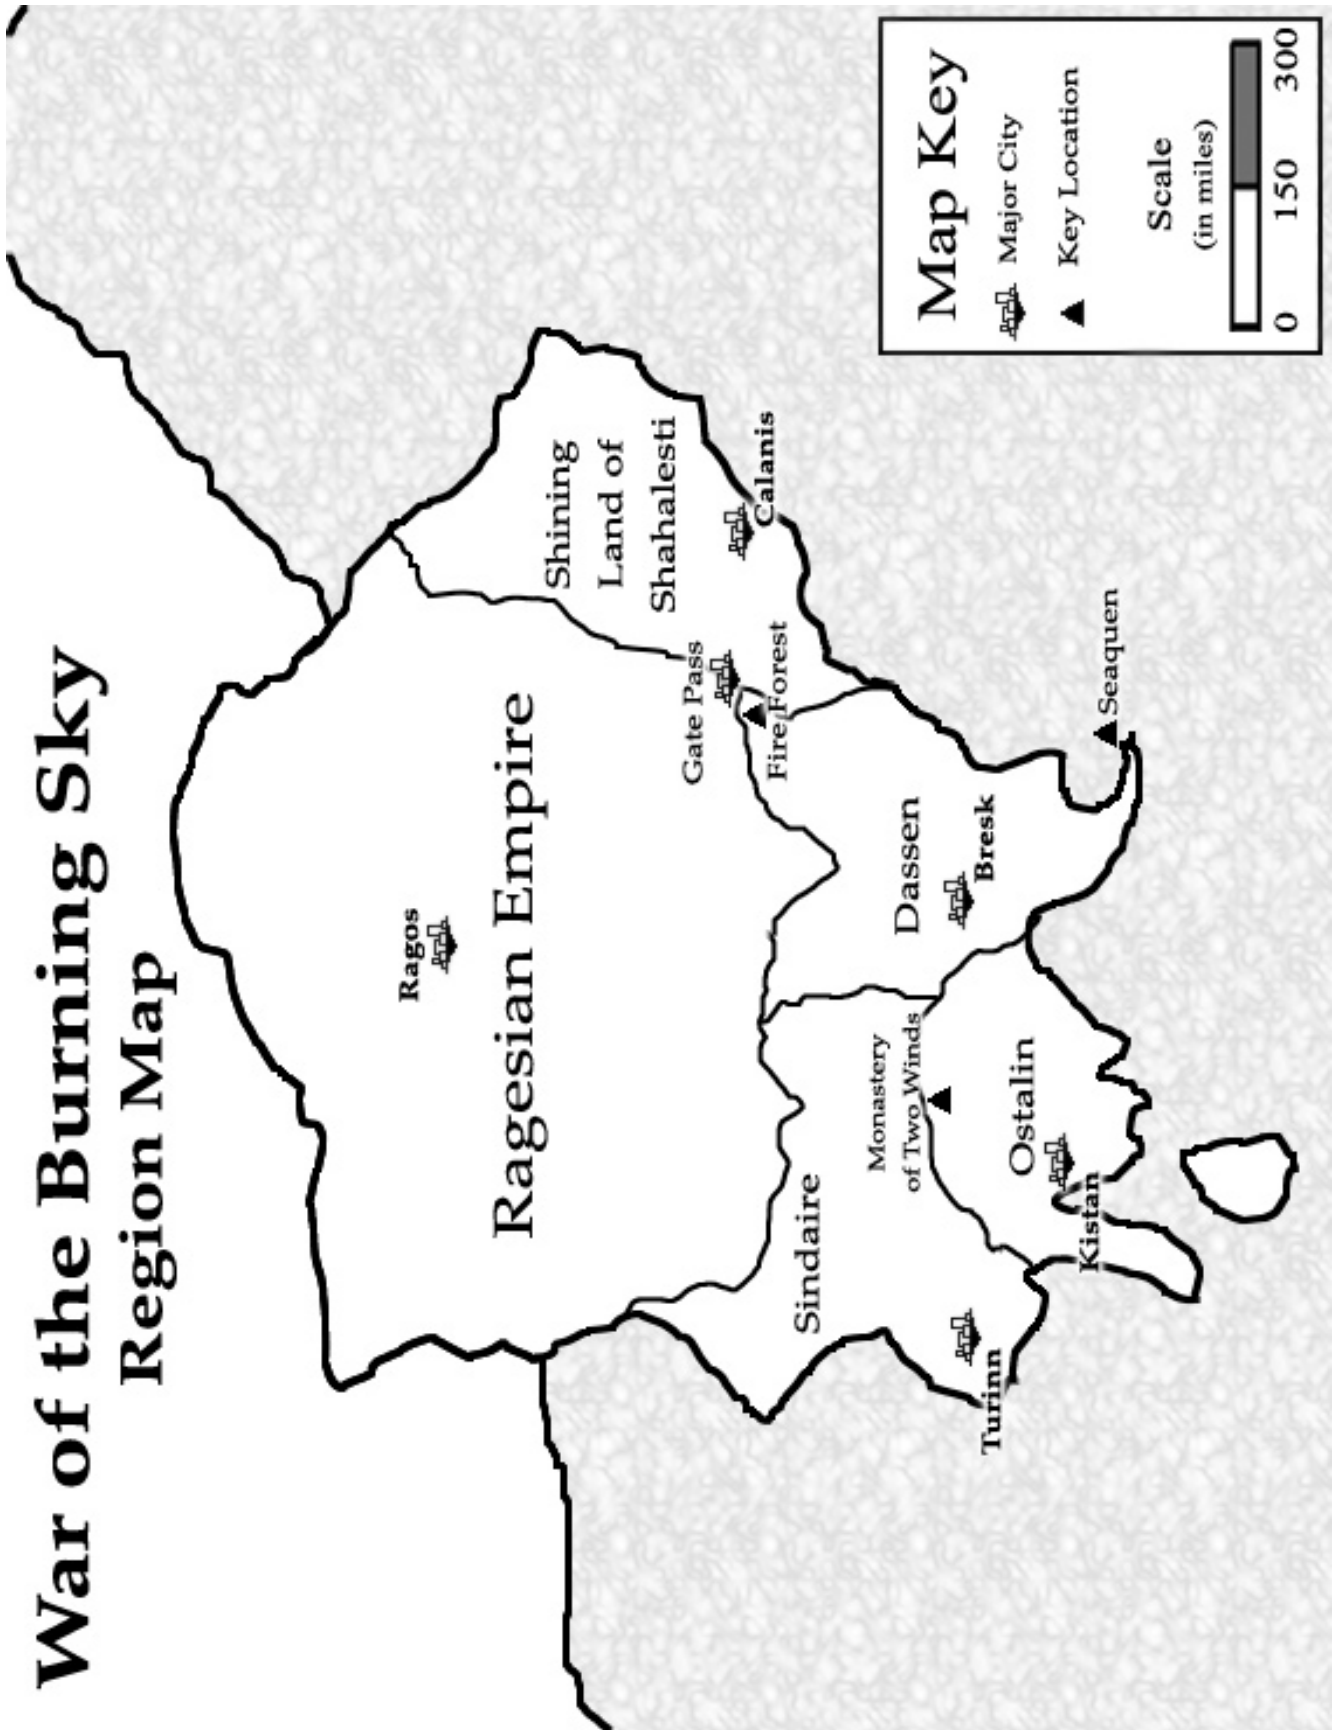 War of the Burning Sky
Region Map
Ragos
Ragesian Empire
Shining
Land of
Shahalesti
Gate Pass
Calanis
Fire Forest
Sindaire
Monastery
of Two Winds
Dassen
Bresk
Turinn
Ostalin
Kistan
Seaquen
Map Key
Major City
Key Location
Scale
(in miles)
0 150 300